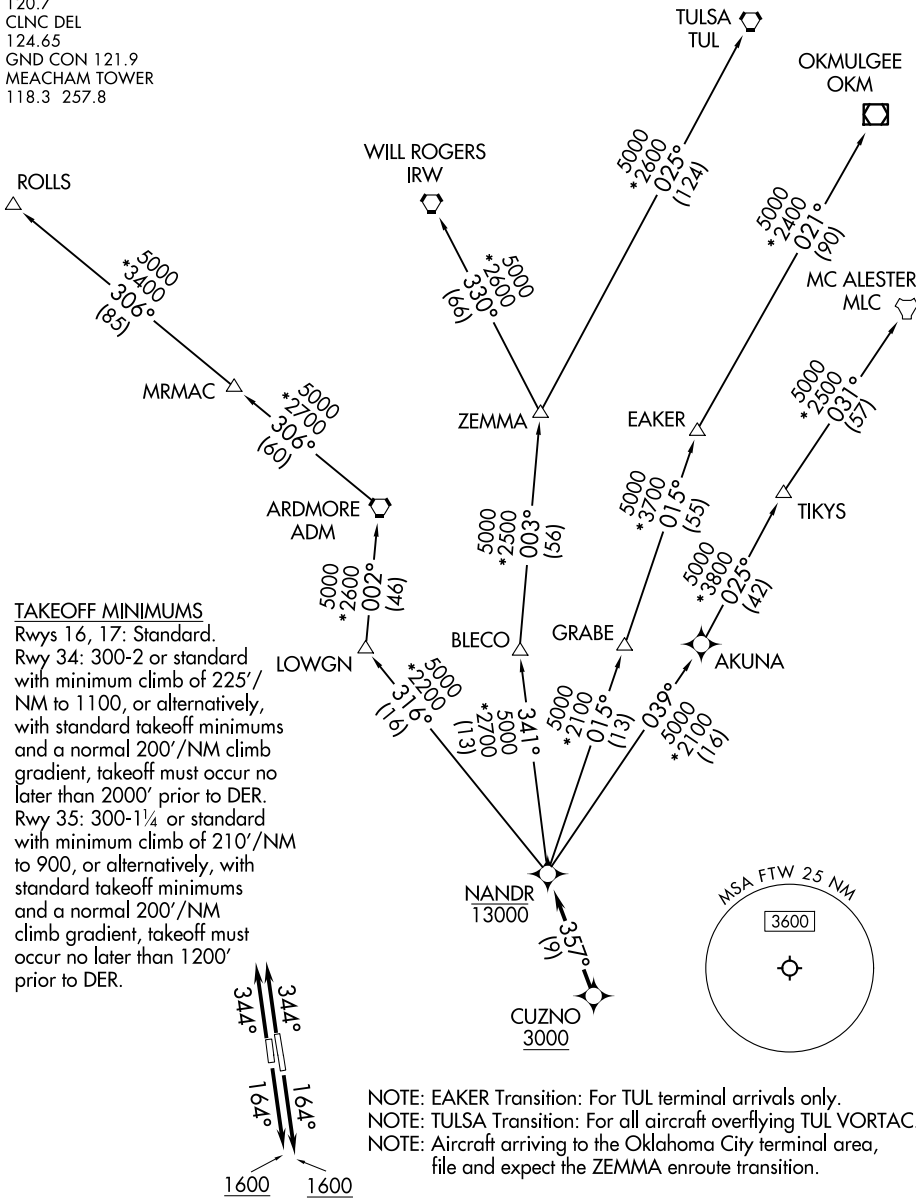 120.7
CLNC DEL
124.65
GND CON 121.9
MEACHAM TOWER
118.3 257.8
TULSA
TUL
OKMULGEE
OKM
WILL ROGERS
IRW
ROLLS
5000
*2600
025°
(124)
5000
*2400
021°
(90)
MC ALESTER
MLC
5000
*3400
306°
(85)
5000
*2600
330°
(66)
5000
*2500
031°
(57)
MRMAC
5000
*2700
306°
(60)
ZEMMA
EAKER
ARDMORE
ADM
5000
*2500
003°
(56)
5000
*3700
015°
(55)
TIKYS
5000
*2600
002°
(46)
5000
*3800
025°
(42)
LOWGN
BLECO
GRABE
AKUNA
5000
*2200
316°
(16)
341°
5000
*2700
(13)
5000
*2100
015°
(13)
039°
5000
*2100
(16)
TAKEOFF MINIMUMS
Rwys 16, 17: Standard.
Rwy 34: 300-2 or standard
with minimum climb of 225'/
NM to 1100, or alternatively,
with standard takeoff minimums
and a normal 200'/NM climb
gradient, takeoff must occur no
later than 2000' prior to DER.
Rwy 35: 300-1¼ or standard
with minimum climb of 210'/NM
to 900, or alternatively, with
standard takeoff minimums
and a normal 200'/NM
climb gradient, takeoff must
occur no later than 1200'
prior to DER.
NANDR
13000
357°
(9)
CUZNO
3000
MSA FTW 25 NM
3600
344°
344°
164°
164°
1600
1600
NOTE: EAKER Transition: For TUL terminal arrivals only.
NOTE: TULSA Transition: For all aircraft overflying TUL VORTAC.
NOTE: Aircraft arriving to the Oklahoma City terminal area,
file and expect the ZEMMA enroute transition.